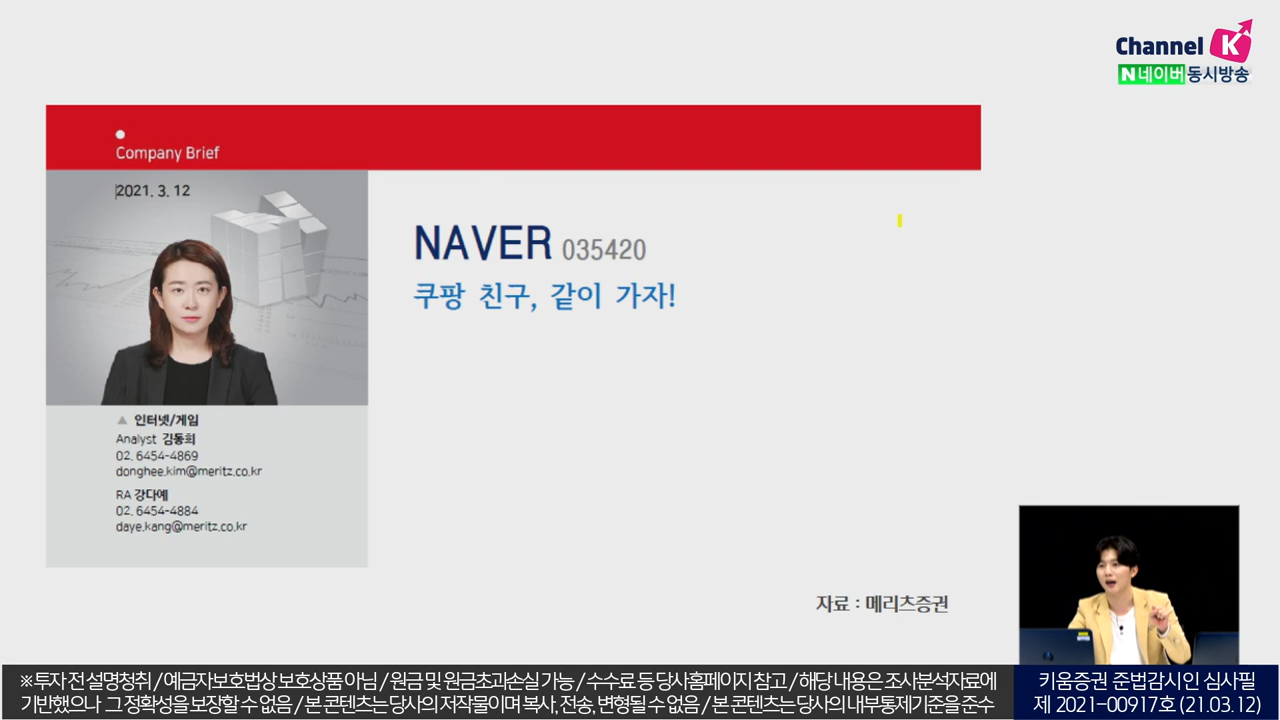 Channel K
N 네이버 동시방송
Company Brief
2021. 3. 12
NAVER 035420
쿠팡 친구, 같이 가자!
▲ 인터넷/게임
Analyst 김동희
02. 6454-4869
donghee.kim@meritz.co.kr
RA 강다예
02. 6454-4884
daye.kang@meritz.co.kr
자료 : 메리츠증권
※ 투자 전 설명청취 / 예금자보호법상 보호상품 아님 / 원금 및 원금초과손실 가능 / 수수료 등 당사홈페이지 참고 / 해당 내용은 조사분석자료에
기반했으나 그 정확성을 보장할 수 없음 / 본 콘텐츠는 당사의 저작물이며 복사, 전송, 변형될 수 없음 / 본 콘텐츠는 당사의 내부통제기준을 준수
키움증권 준법감시인 심사필
제 2021-00917호 (21.03.12)